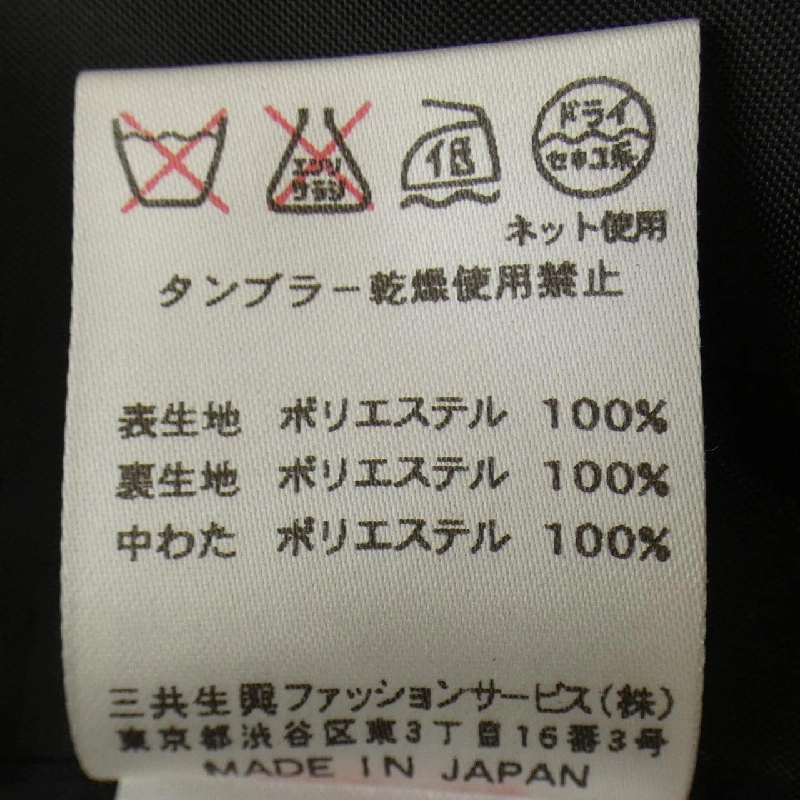 エンソ サラシ
低
ドライ
セキユ系
ネット使用
タンブラー乾燥使用禁止
表生地 ポリエステル 100%
裏生地 ポリエステル 100%
中わた ポリエステル 100%
三共生興ファッションサービス(株)
東京都渋谷区東3丁目16番3号
MADE IN JAPAN